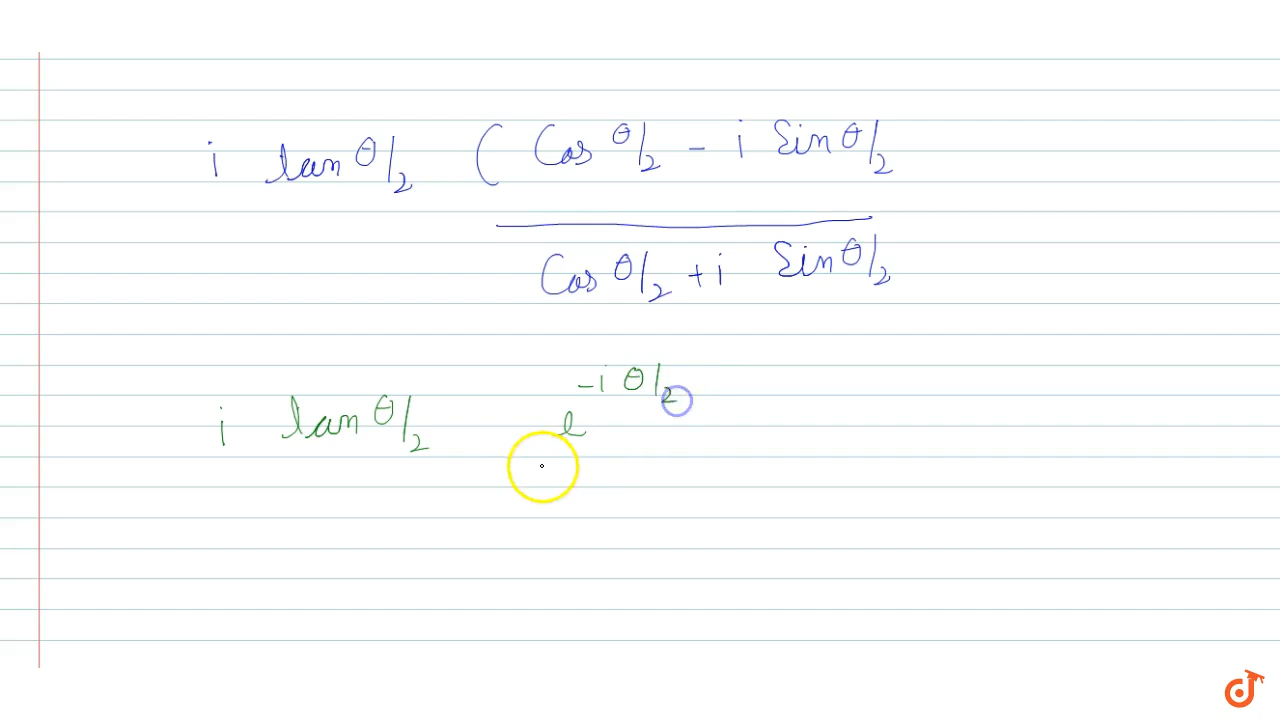 i tan θ/2 ( Cos θ/2 - i Sin θ/2
Cos θ/2 + i Sin θ/2
i tan θ/2 e^-i θ/2